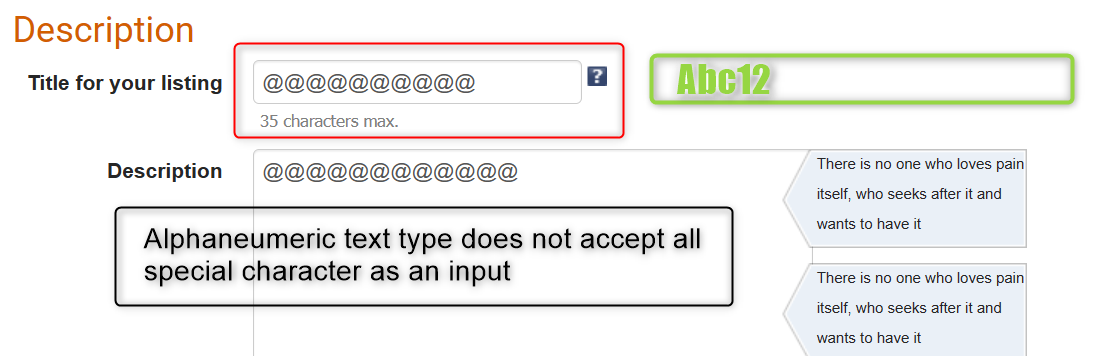 Description
Title for your listing
@@@@@@@@@@
?
Abc12
35 characters max.
Description
@@@@@@@@@@@@
There is no one who loves pain
itself, who seeks after it and
wants to have it
Alphaneumeric text type does not accept all
special character as an input
There is no one who loves pain
itself, who seeks after it and
wants to have it